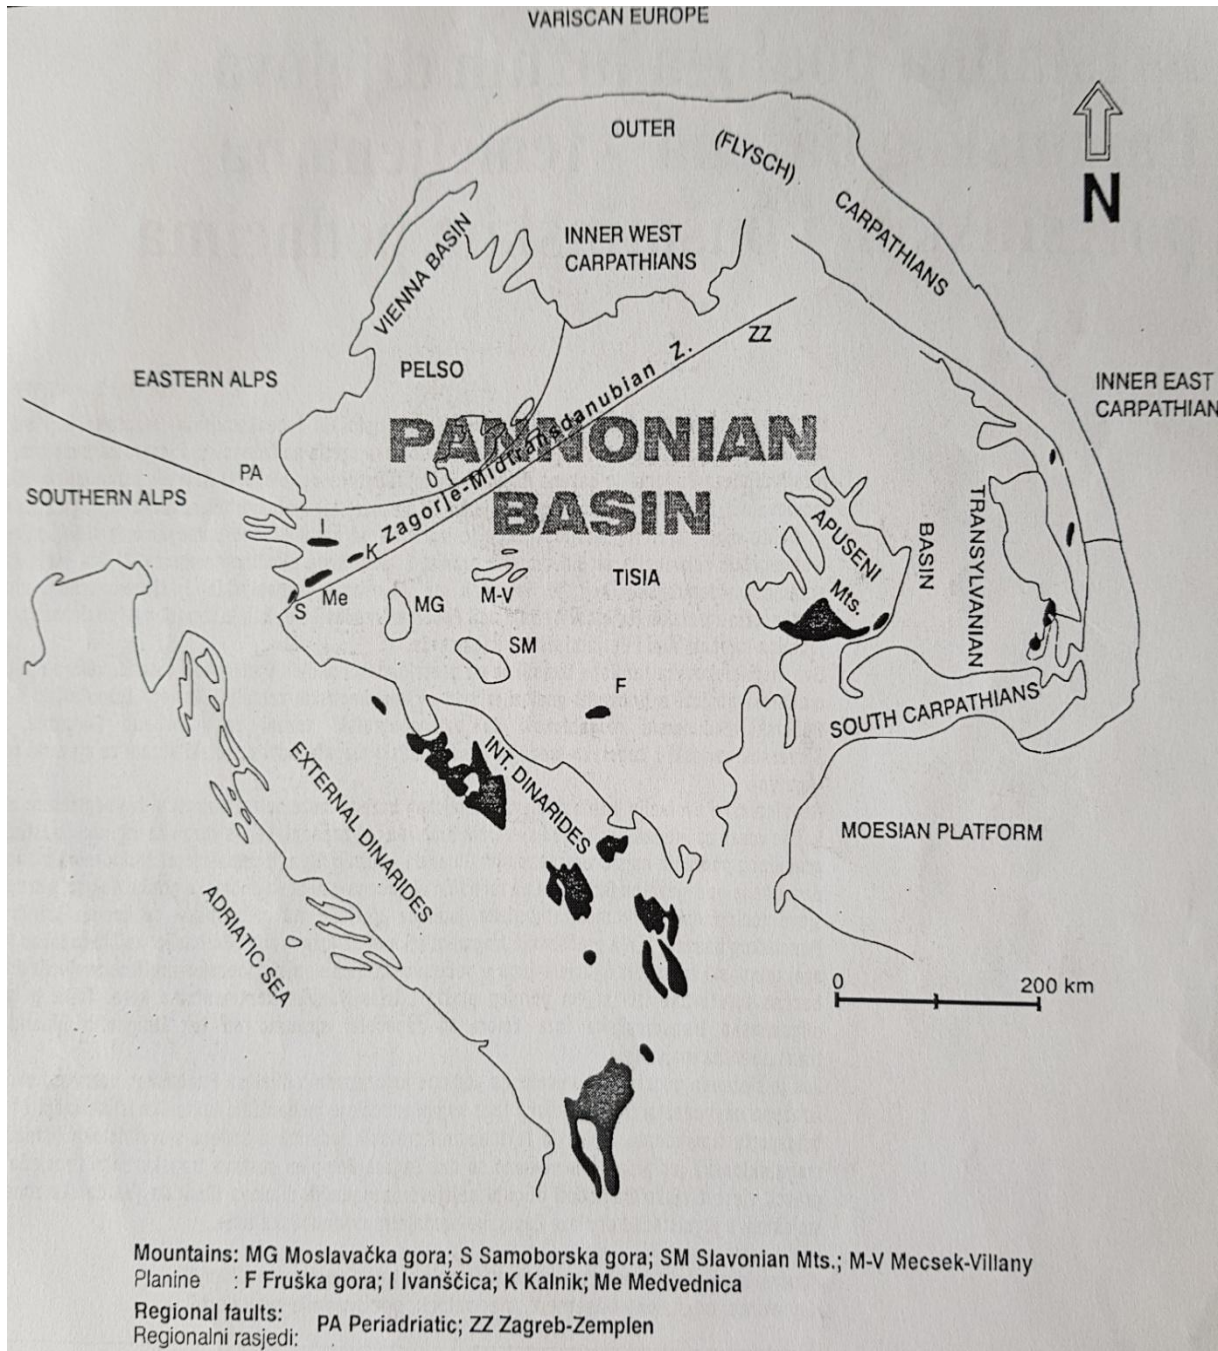 VARISCAN EUROPE
OUTER
(FLYSCH)
CARPATHIANS
N
VIENNA BASIN
INNER WEST
CARPATHIANS
ZZ
EASTERN ALPS
PELSO
INNER EAST
CARPATHIAN
Zagorje-Midtransdanubian Z.
PANNONIAN
BASIN
PA
SOUTHERN ALPS
I
K
S
Me
MG
M-V
SM
TISIA
F
APUSENI
Mts.
BASIN
TRANSYLVANIAN
SOUTH CARPATHIANS
INT. DINARIDES
EXTERNAL DINARIDES
ADRIATIC SEA
MOESIAN PLATFORM
0 200 km
Mountains: MG Moslavačka gora; S Samoborska gora; SM Slavonian Mts.; M-V Mecsek-Villany
Planine : F Fruška gora; I Ivanščica; K Kalnik; Me Medvednica
Regional faults:
Regionalni rasjedi: PA Periadriatic; ZZ Zagreb-Zemplen